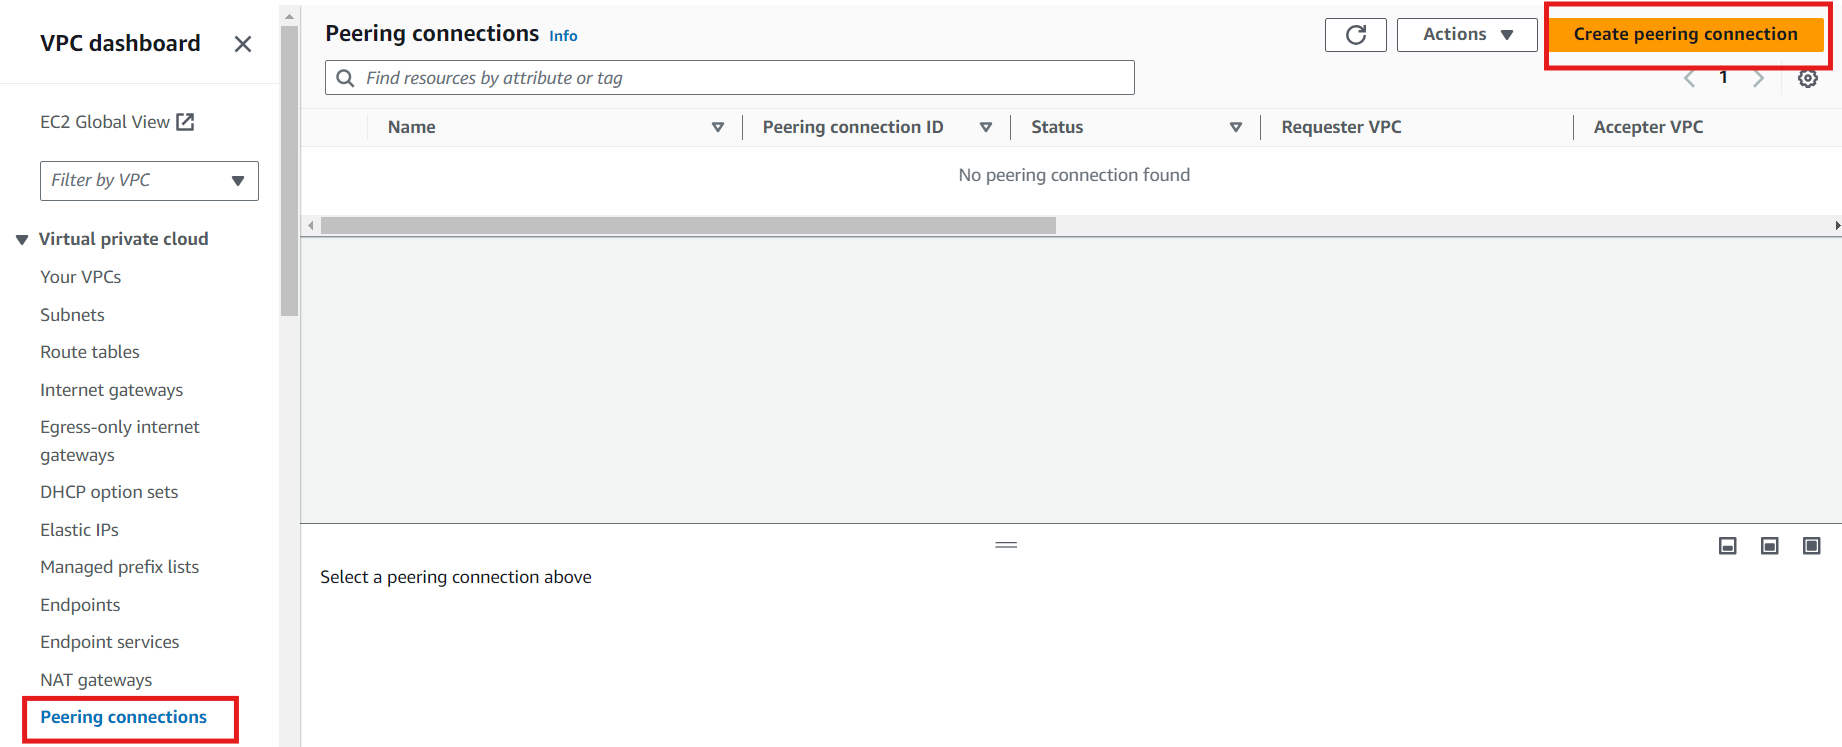 VPC dashboard
EC2 Global View
Filter by VPC
Virtual private cloud
Your VPCs
Subnets
Route tables
Internet gateways
Egress-only internet
gateways
DHCP option sets
Elastic IPs
Managed prefix lists
Endpoints
Endpoint services
NAT gateways
Peering connections
Peering connections Info
Actions
Create peering connection
Find resources by attribute or tag
1
Name Peering connection ID Status Requester VPC Accepter VPC
No peering connection found
Select a peering connection above